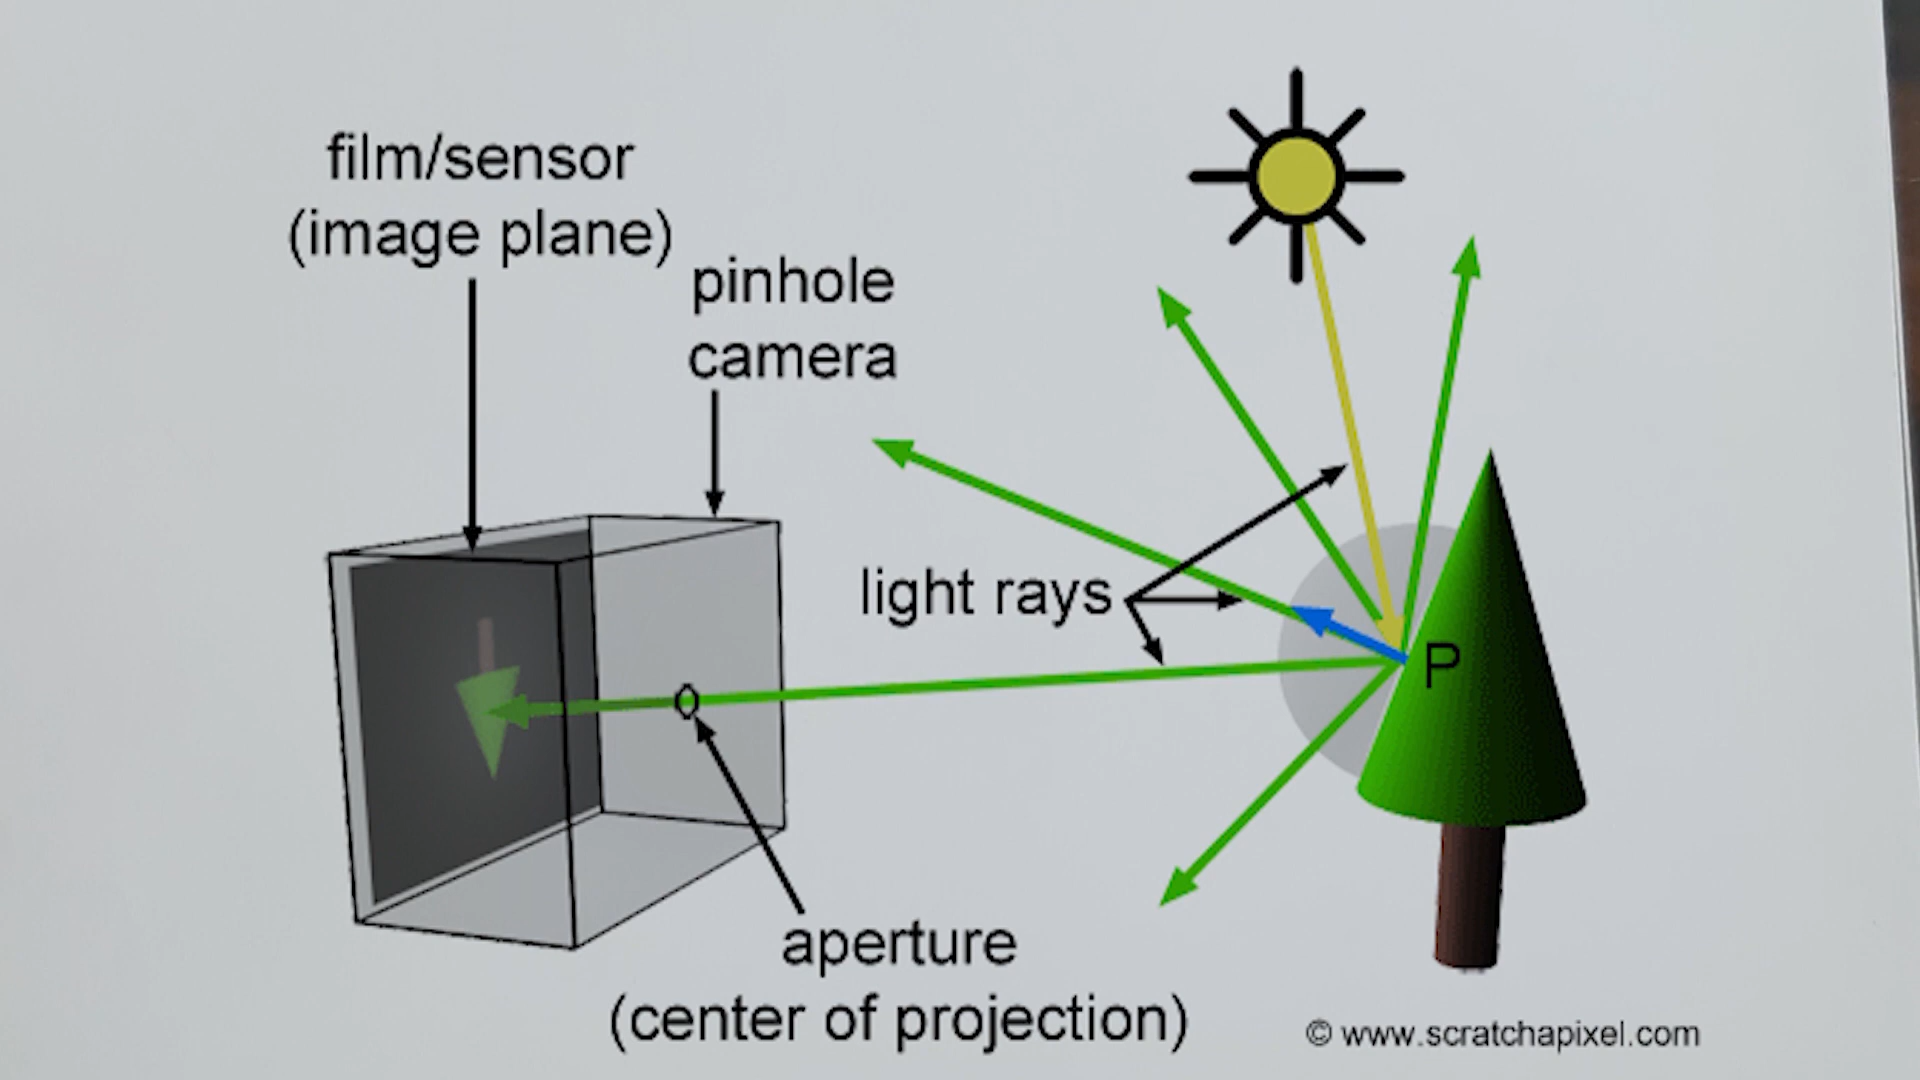 film/sensor
(image plane)
pinhole
camera
light rays
P
aperture
(center of projection)
© www.scratchapixel.com